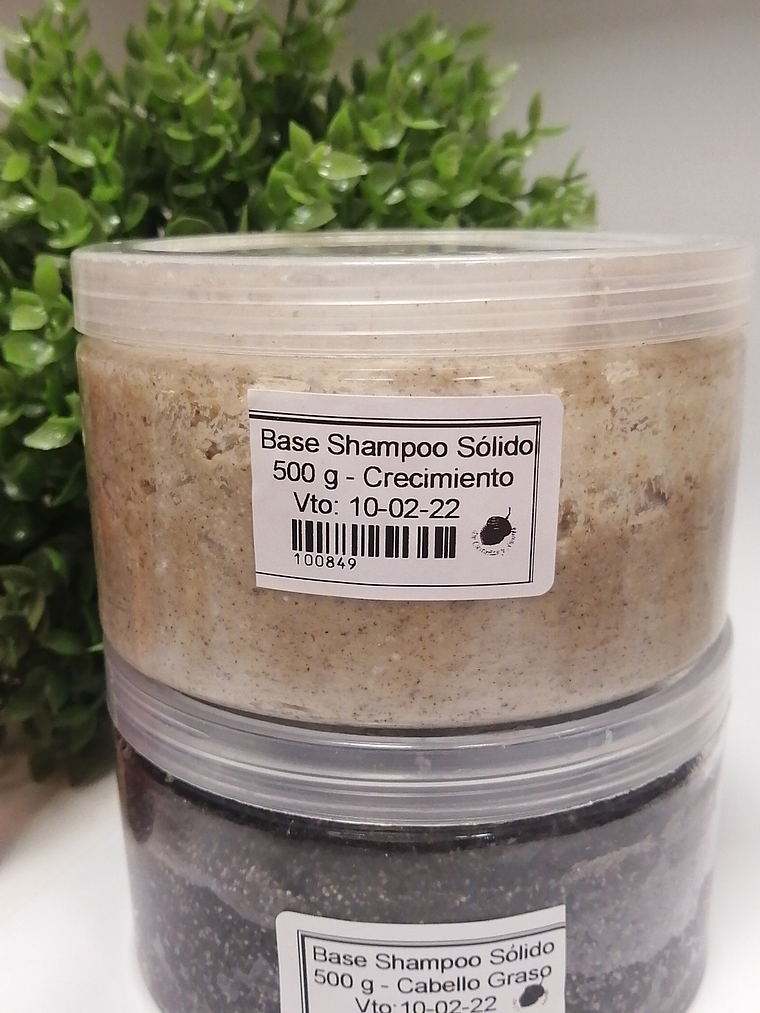 Base Shampoo Sólido
500 g - Crecimiento
Vto: 10-02-22
100849
Base Shampoo Sólido
500 g - Cabello Graso
Vto: 10-02-22